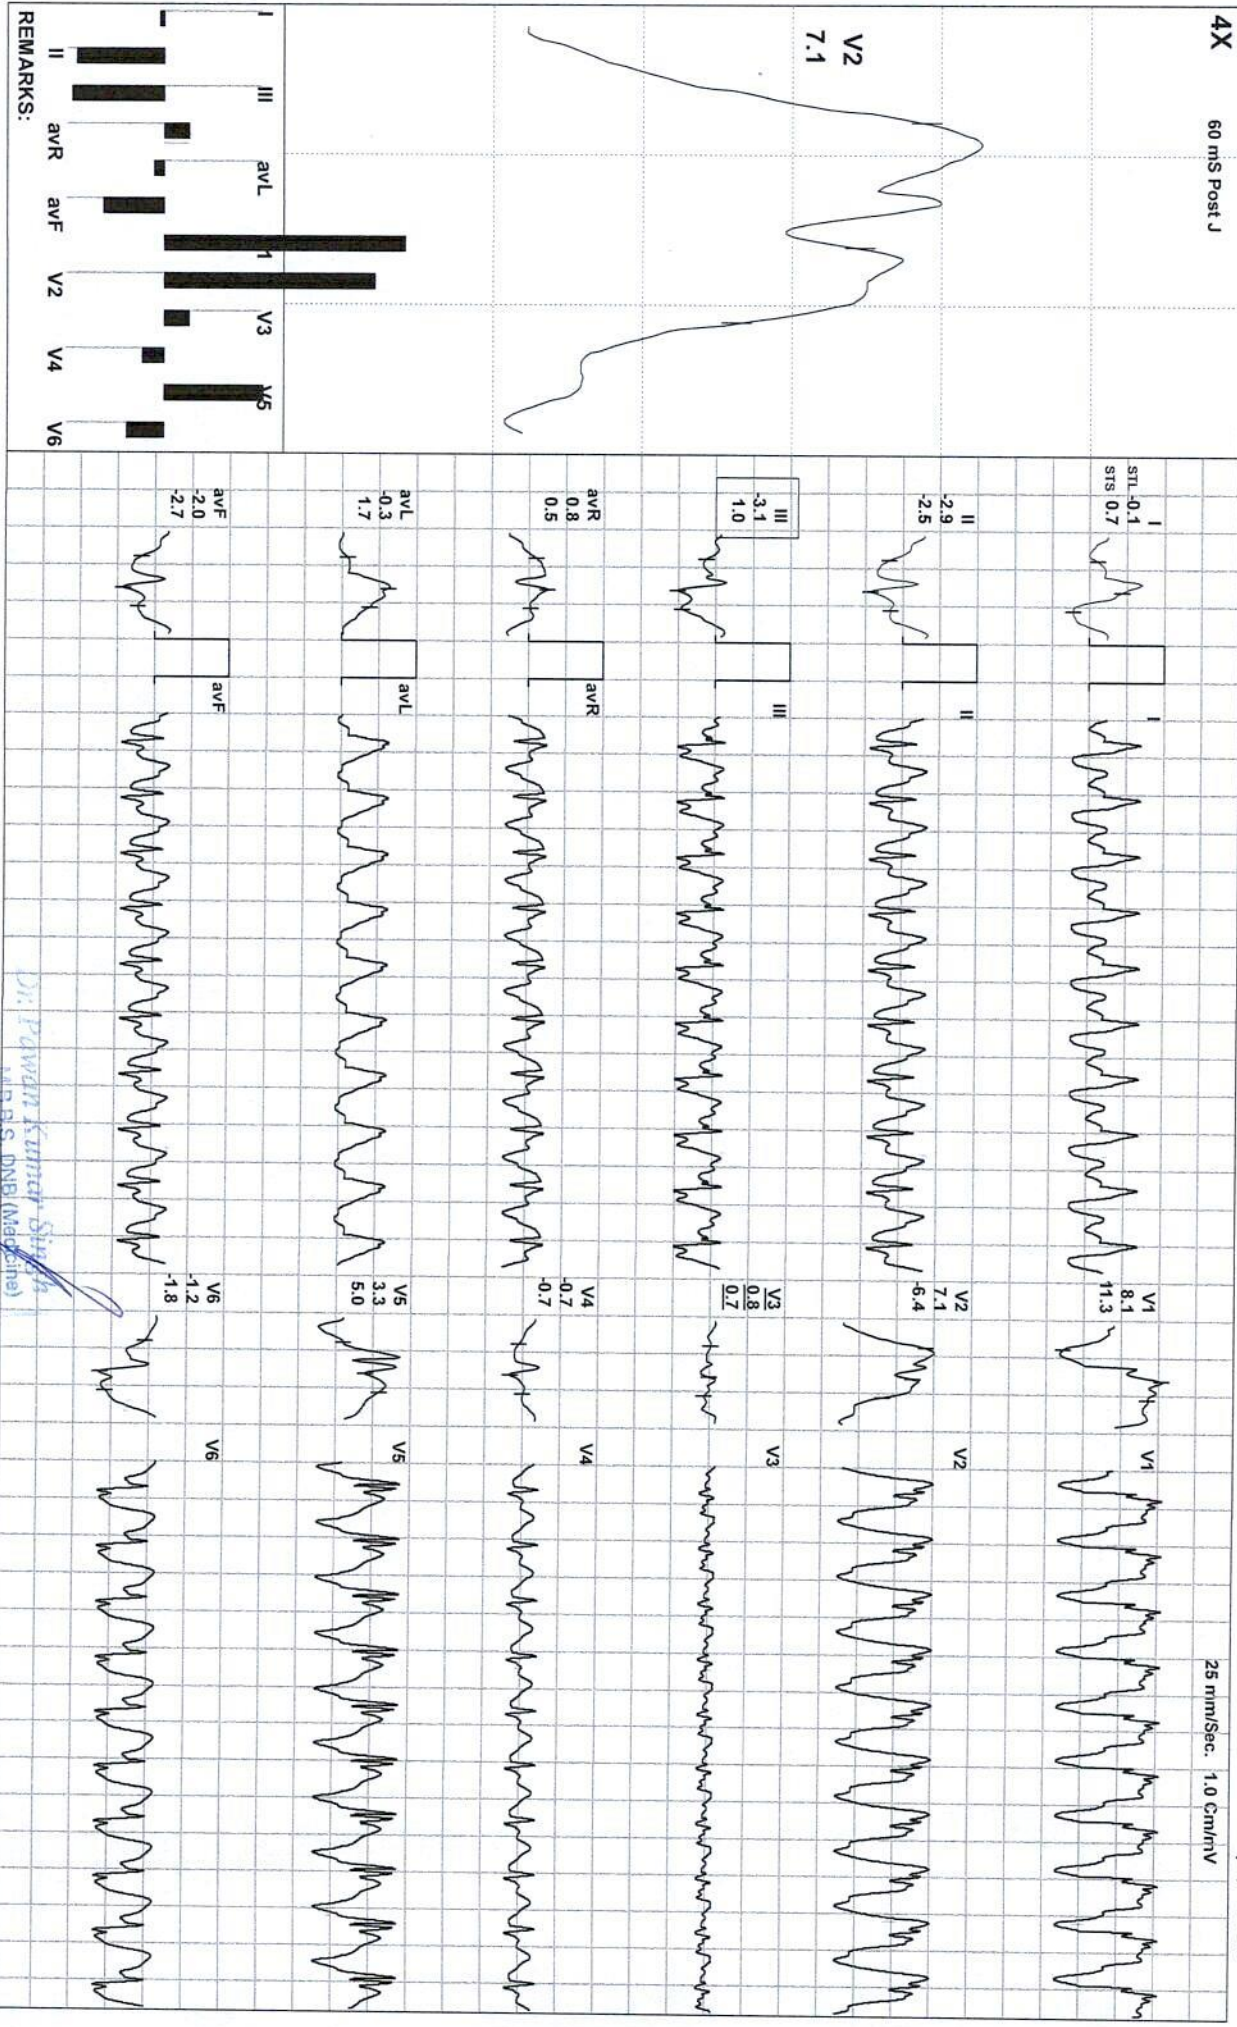 4X
60 mS Post J
25 mm/Sec. 1.0 Cm/mV
V2
7.1
I
STL -0.1
STS 0.7
I
V1
8.1
11.3
V1
II
-2.9
-2.5
II
V2
7.1
-6.4
V2
III
-3.1
1.0
III
V3
0.8
0.7
V3
avR
0.8
0.5
avR
V4
-0.7
-0.7
V4
avL
-0.3
1.7
avL
V5
3.3
5.0
V5
avF
-2.0
-2.7
avF
V6
-1.2
-1.8
V6
I III avL 1 V3 V5
II avR avF V2 V4 V6
REMARKS:
Dr. Pawan Kumar Singh
M.B.B.S. DNB (Medicine)